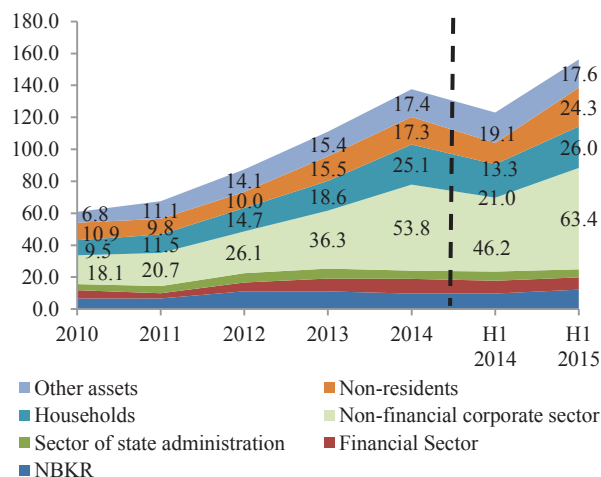 180.0
160.0
140.0
120.0
100.0
80.0
60.0
40.0
20.0
0.0
6.8 11.1 14.1 15.4 17.4 19.1 17.6
10.9 9.8 10.0 15.5 17.3 13.3 24.3
9.5 11.5 14.7 18.6 25.1 21.0 26.0
18.1 20.7 26.1 36.3 53.8 46.2 63.4
2010 2011 2012 2013 2014 H1 H1
2014 2015
Other assets Non-residents
Households Non-financial corporate sector
Sector of state administration Financial Sector
NBKR